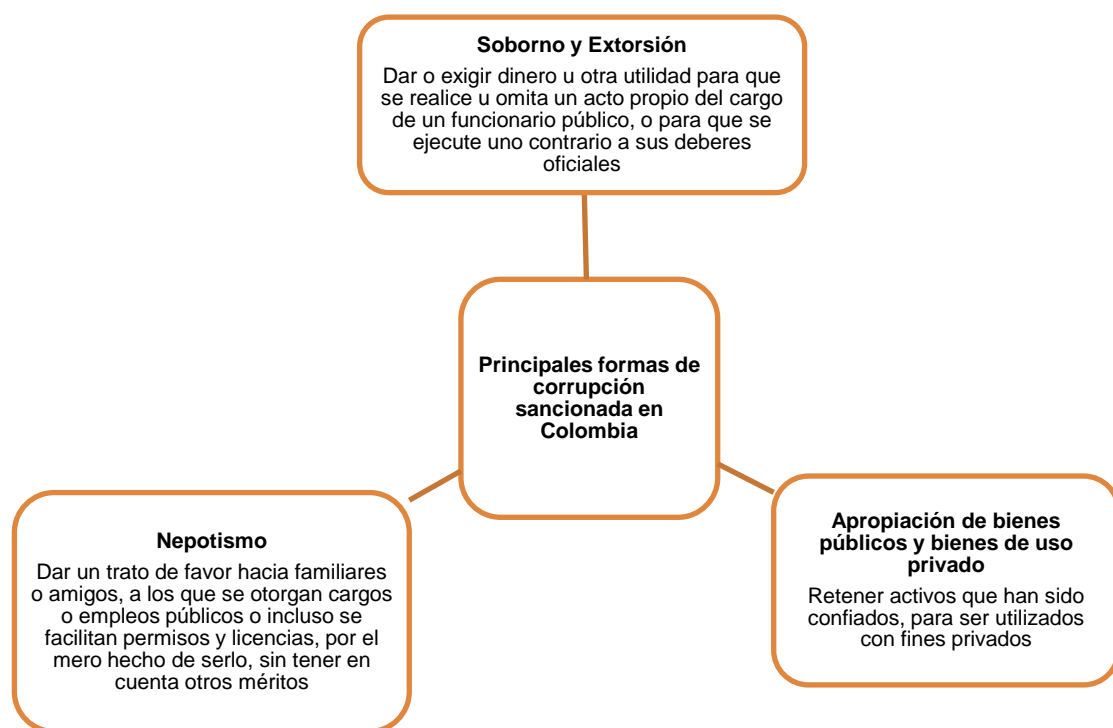 Soborno y Extorsión
Dar o exigir dinero u otra utilidad para que
se realice u omita un acto propio del cargo
de un funcionario público, o para que se
ejecute uno contrario a sus deberes
oficiales
Principales formas de
corrupción
sancionada en
Colombia
Nepotismo
Dar un trato de favor hacia familiares
o amigos, a los que se otorgan cargos
o empleos públicos o incluso se
facilitan permisos y licencias, por el
mero hecho de serlo, sin tener en
cuenta otros méritos
Apropiación de bienes
públicos y bienes de uso
privado
Retener activos que han sido
confiados, para ser utilizados
con fines privados